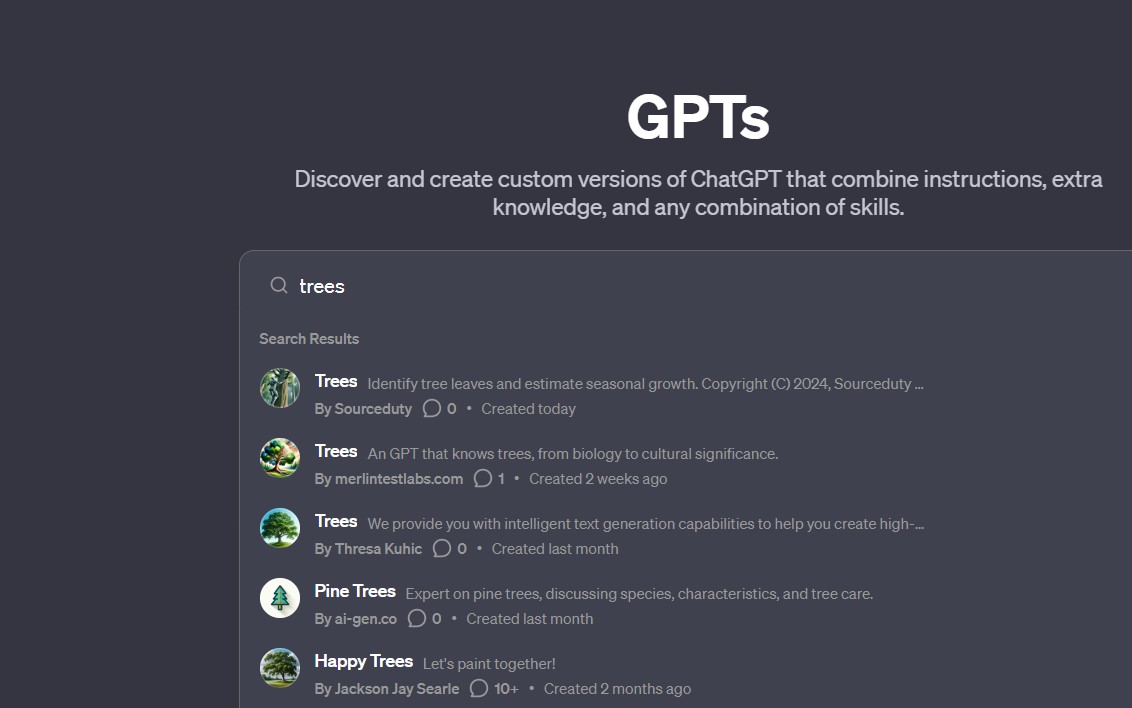 GPTs
Discover and create custom versions of ChatGPT that combine instructions, extra
knowledge, and any combination of skills.
trees
Search Results
Trees Identify tree leaves and estimate seasonal growth. Copyright (C) 2024, Sourceduty ...
By Sourceduty 0 • Created today
Trees An GPT that knows trees, from biology to cultural significance.
By merlintestlabs.com 1 • Created 2 weeks ago
Trees We provide you with intelligent text generation capabilities to help you create high-...
By Thresa Kuhic 0 • Created last month
Pine Trees Expert on pine trees, discussing species, characteristics, and tree care.
By ai-gen.co 0 • Created last month
Happy Trees Let's paint together!
By Jackson Jay Searle 10+ • Created 2 months ago